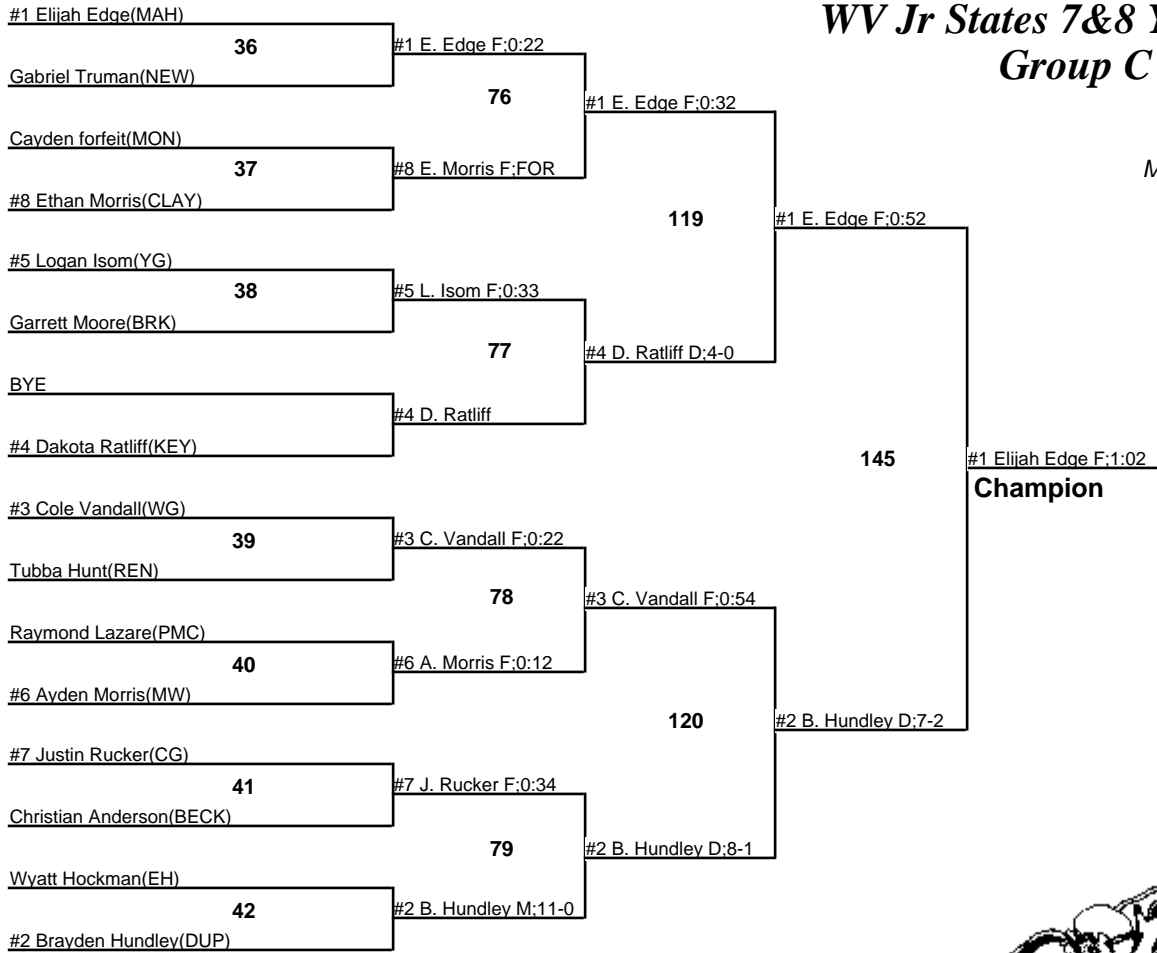 WV Jr States 7&8 Y
Group C
M
#1 Elijah Edge(MAH)
36
Gabriel Truman(NEW)
#1 E. Edge F;0:22
76
Cayden forfeit(MON)
37
#8 Ethan Morris(CLAY)
#8 E. Morris F;FOR
#1 E. Edge F;0:32
119
#5 Logan Isom(YG)
38
Garrett Moore(BRK)
#5 L. Isom F;0:33
77
BYE
#4 Dakota Ratliff(KEY)
#4 D. Ratliff
#4 D. Ratliff D;4-0
#1 E. Edge F;0:52
145
#1 Elijah Edge F;1:02
Champion
#3 Cole Vandall(WG)
39
Tubba Hunt(REN)
#3 C. Vandall F;0:22
78
Raymond Lazare(PMC)
40
#6 Ayden Morris(MW)
#6 A. Morris F;0:12
#3 C. Vandall F;0:54
120
#2 B. Hundley D;7-2
#7 Justin Rucker(CG)
41
Christian Anderson(BECK)
#7 J. Rucker F;0:34
79
Wyatt Hockman(EH)
42
#2 Brayden Hundley(DUP)
#2 B. Hundley M;11-0
#2 B. Hundley D;8-1